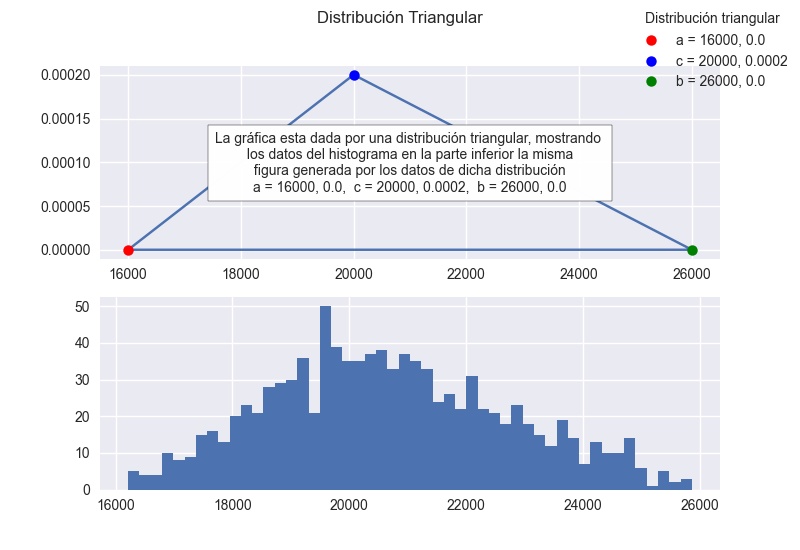 Distribución Triangular
Distribución triangular
a = 16000, 0.0
c = 20000, 0.0002
b = 26000, 0.0
0.00020
0.00015
0.00010
0.00005
0.00000
La gráfica esta dada por una distribución triangular, mostrando
los datos del histograma en la parte inferior la misma
figura generada por los datos de dicha distribución
a = 16000, 0.0,  c = 20000, 0.0002,  b = 26000, 0.0
16000 18000 20000 22000 24000 26000
50
40
30
20
10
0
16000 18000 20000 22000 24000 26000